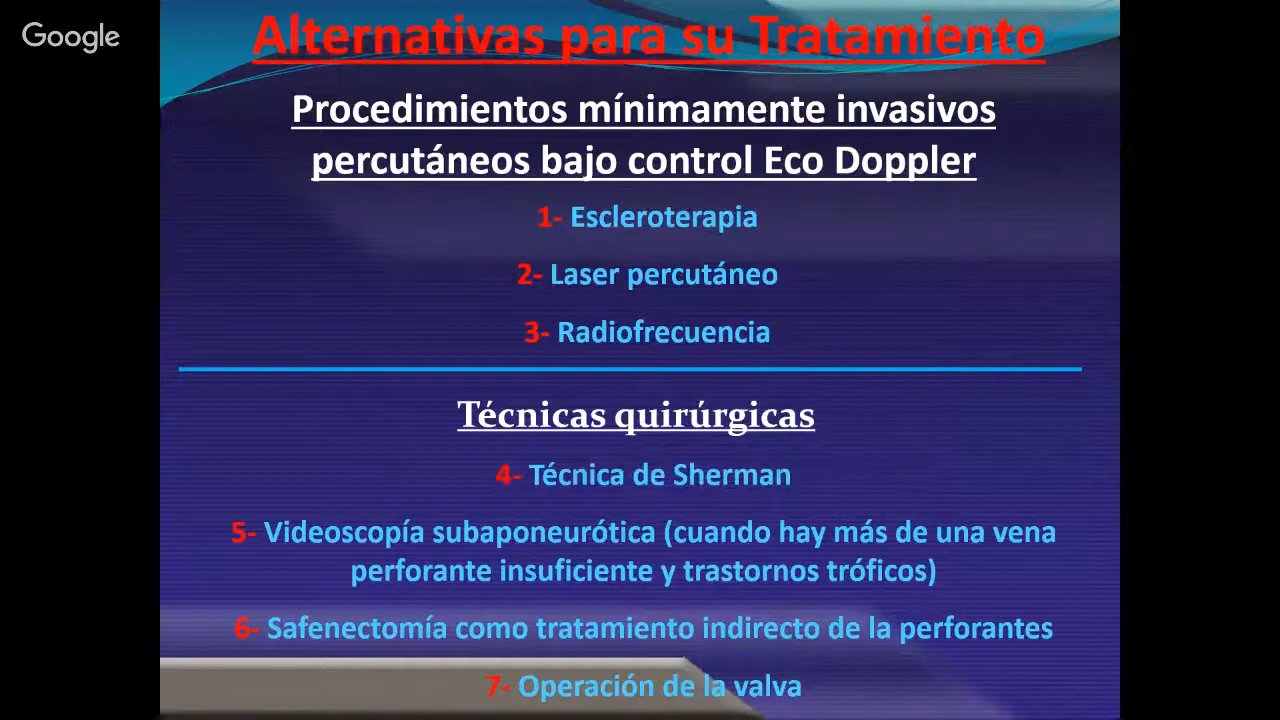 Google
Alternativas para su Tratamiento
Procedimientos mínimamente invasivos
percutáneos bajo control Eco Doppler
1- Escleroterapia
2- Laser percutáneo
3- Radiofrecuencia
Técnicas quirúrgicas
4- Técnica de Sherman
5- Videoscopía subaponeurótica (cuando hay más de una vena
perforante insuficiente y trastornos tróficos)
6- Safenectomía como tratamiento indirecto de la perforantes
7- Operación de la valva